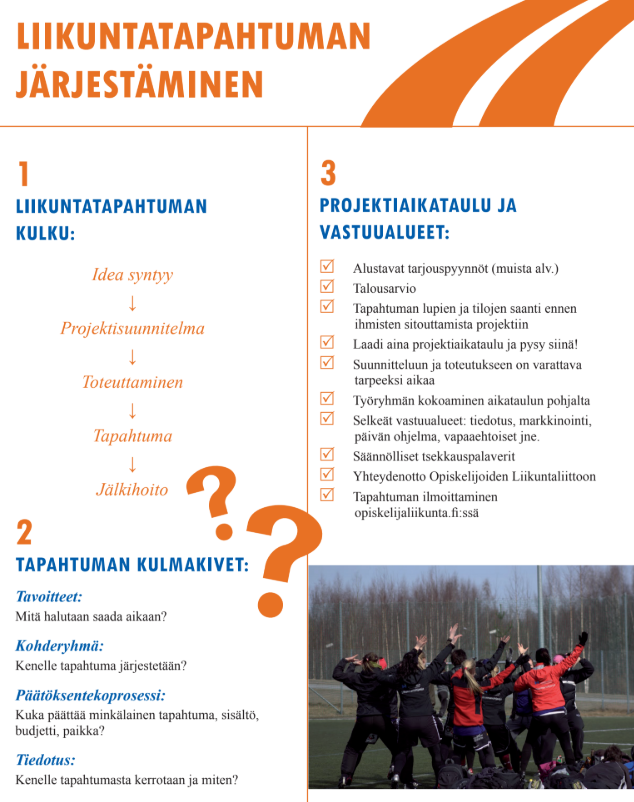 LIIKUNTATAPAHTUMAN
JÄRJESTÄMINEN
1
LIIKUNTATAPAHTUMAN
KULKU:
Idea syntyy
↓
Projektisuunnitelma
↓
Toteuttaminen
↓
Tapahtuma
↓
Jälkihoito
??
2
TAPAHTUMAN KULMAKIVET:
Tavoitteet:
Mitä halutaan saada aikaan?
Kohderyhmä:
Kenelle tapahtuma järjestetään?
Päätöksentekoprosessi:
Kuka päättää minkälainen tapahtuma, sisältö,
budjetti, paikka?
Tiedotus:
Kenelle tapahtumasta kerrotaan ja miten?
3
PROJEKTIAIKATAULU JA
VASTUUALUEET:
Alustavat tarjouspyynnöt (muista alv.)
Talousarvio
Tapahtuman lupien ja tilojen saanti ennen
ihmisten sitouttamista projektiin
Laadi aina projektiaikataulu ja pysy siinä!
Suunnitteluun ja toteutukseen on varattava
tarpeeksi aikaa
Työryhmän kokoaminen aikataulun pohjalta
Selkeät vastuualueet: tiedotus, markkinointi,
päivän ohjelma, vapaaehtoiset jne.
Säännölliset tsekkauspalaverit
Yhteydenotto Opiskelijoiden Liikuntaliittoon
Tapahtuman ilmoittaminen
opiskelijaliikunta.fi:ssä